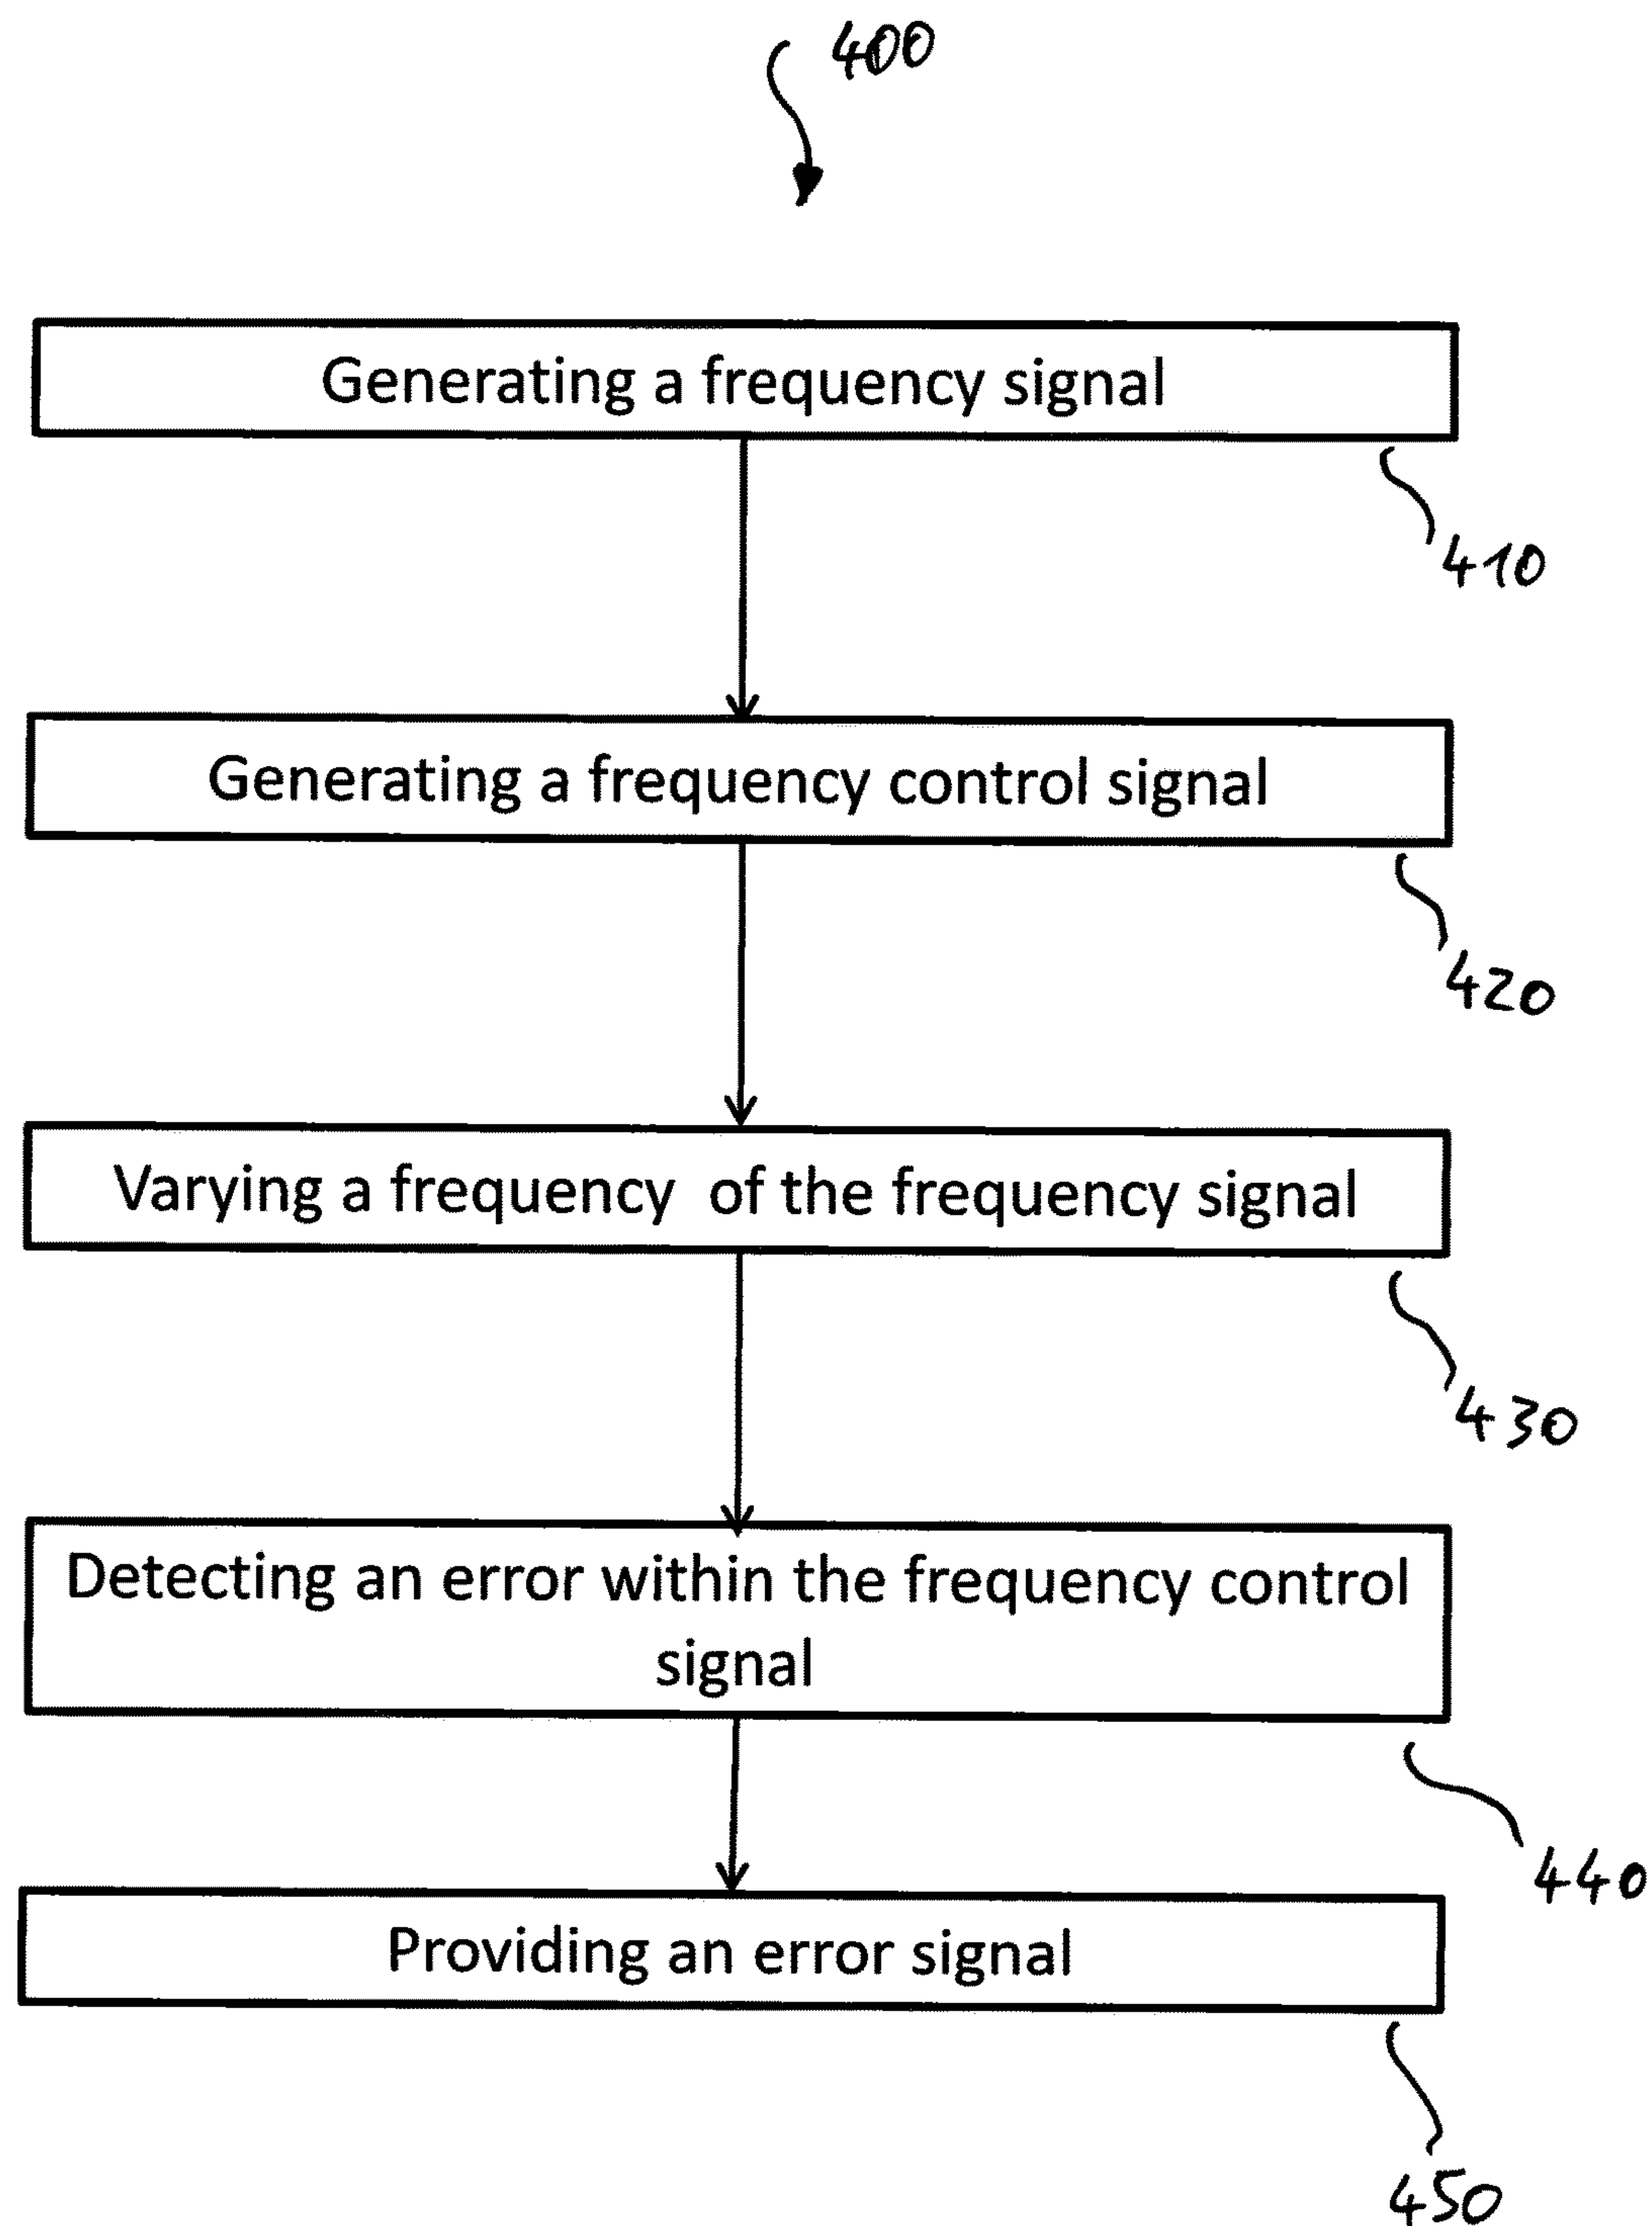 400
Generating a frequency signal
410
Generating a frequency control signal
420
Varying a frequency of the frequency signal
430
Detecting an error within the frequency control
signal
440
Providing an error signal
450